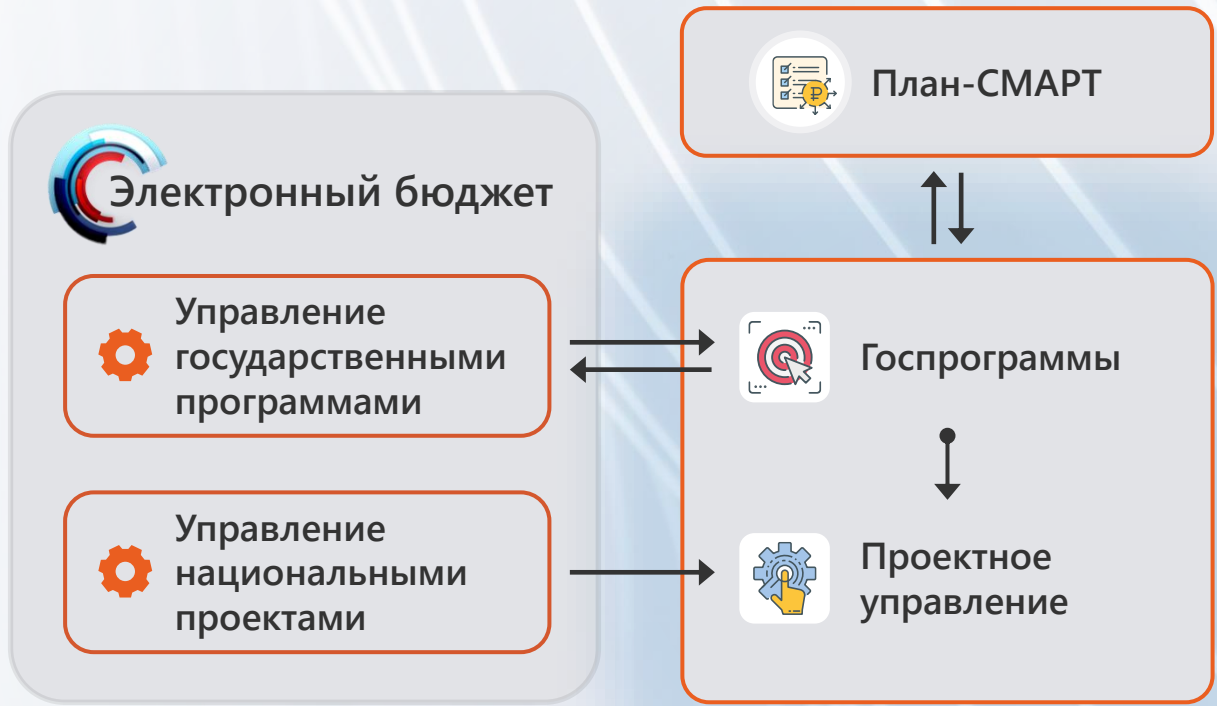 План-СМАРТ
Электронный бюджет
Управление
государственными
программами
Управление
национальными
проектами
Госпрограммы
Проектное
управление